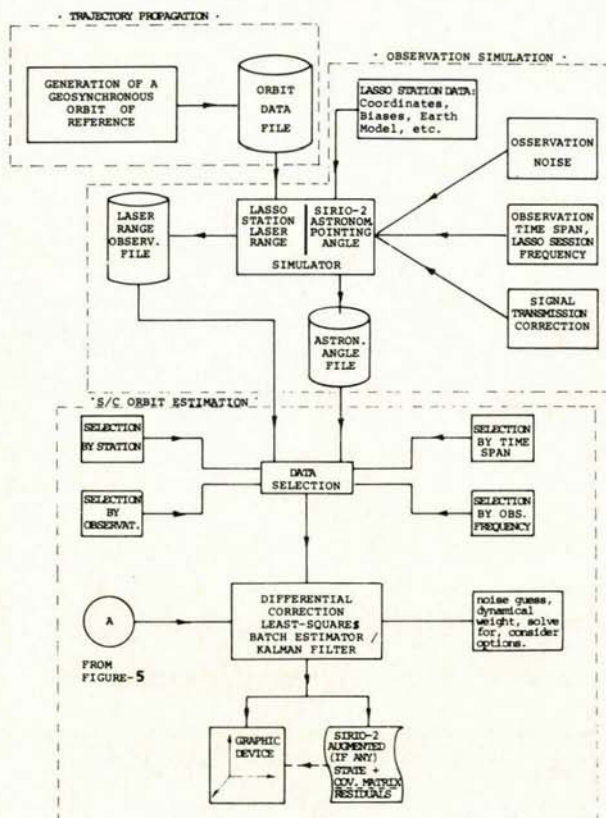 - TRAJECTORY PROPAGATION -
GENERATION OF A
GEOSYNCHRONOUS
ORBIT OF
REFERENCE
ORBIT
DATA
FILE
- OBSERVATION SIMULATION -
LASSO STATION DATA:
Coordinates,
Biases, Earth
Model, etc.
OSSERVATION
NOISE
OBSERVATION
TIME SPAN,
LASSO SESSION
FREQUENCY
SIGNAL
TRANSMISSION
CORRECTION
LASER
RANGE
OBSERV.
FILE
LASSO
STATION
LASER
RANGE
SIRIO-2
ASTRONOM.
POINTING
ANGLE
SIMULATOR
ASTRON.
ANGLE
FILE
S/C ORBIT ESTIMATION
SELECTION
BY STATION
SELECTION
BY
OBSERVAT.
DATA
SELECTION
SELECTION
BY TIME
SPAN
SELECTION
BY OBS.
FREQUENCY
A
FROM
FIGURE-5
DIFFERENTIAL
CORRECTION
LEAST-SQUARES
BATCH ESTIMATOR /
KALMAN FILTER
noise guess,
dynamical
weight, solve
for, consider
options.
GRAPHIC
DEVICE
SIRIO-2
AUGMENTED
(IF ANY)
STATE +
COV. MATRIX
RESIDUALS